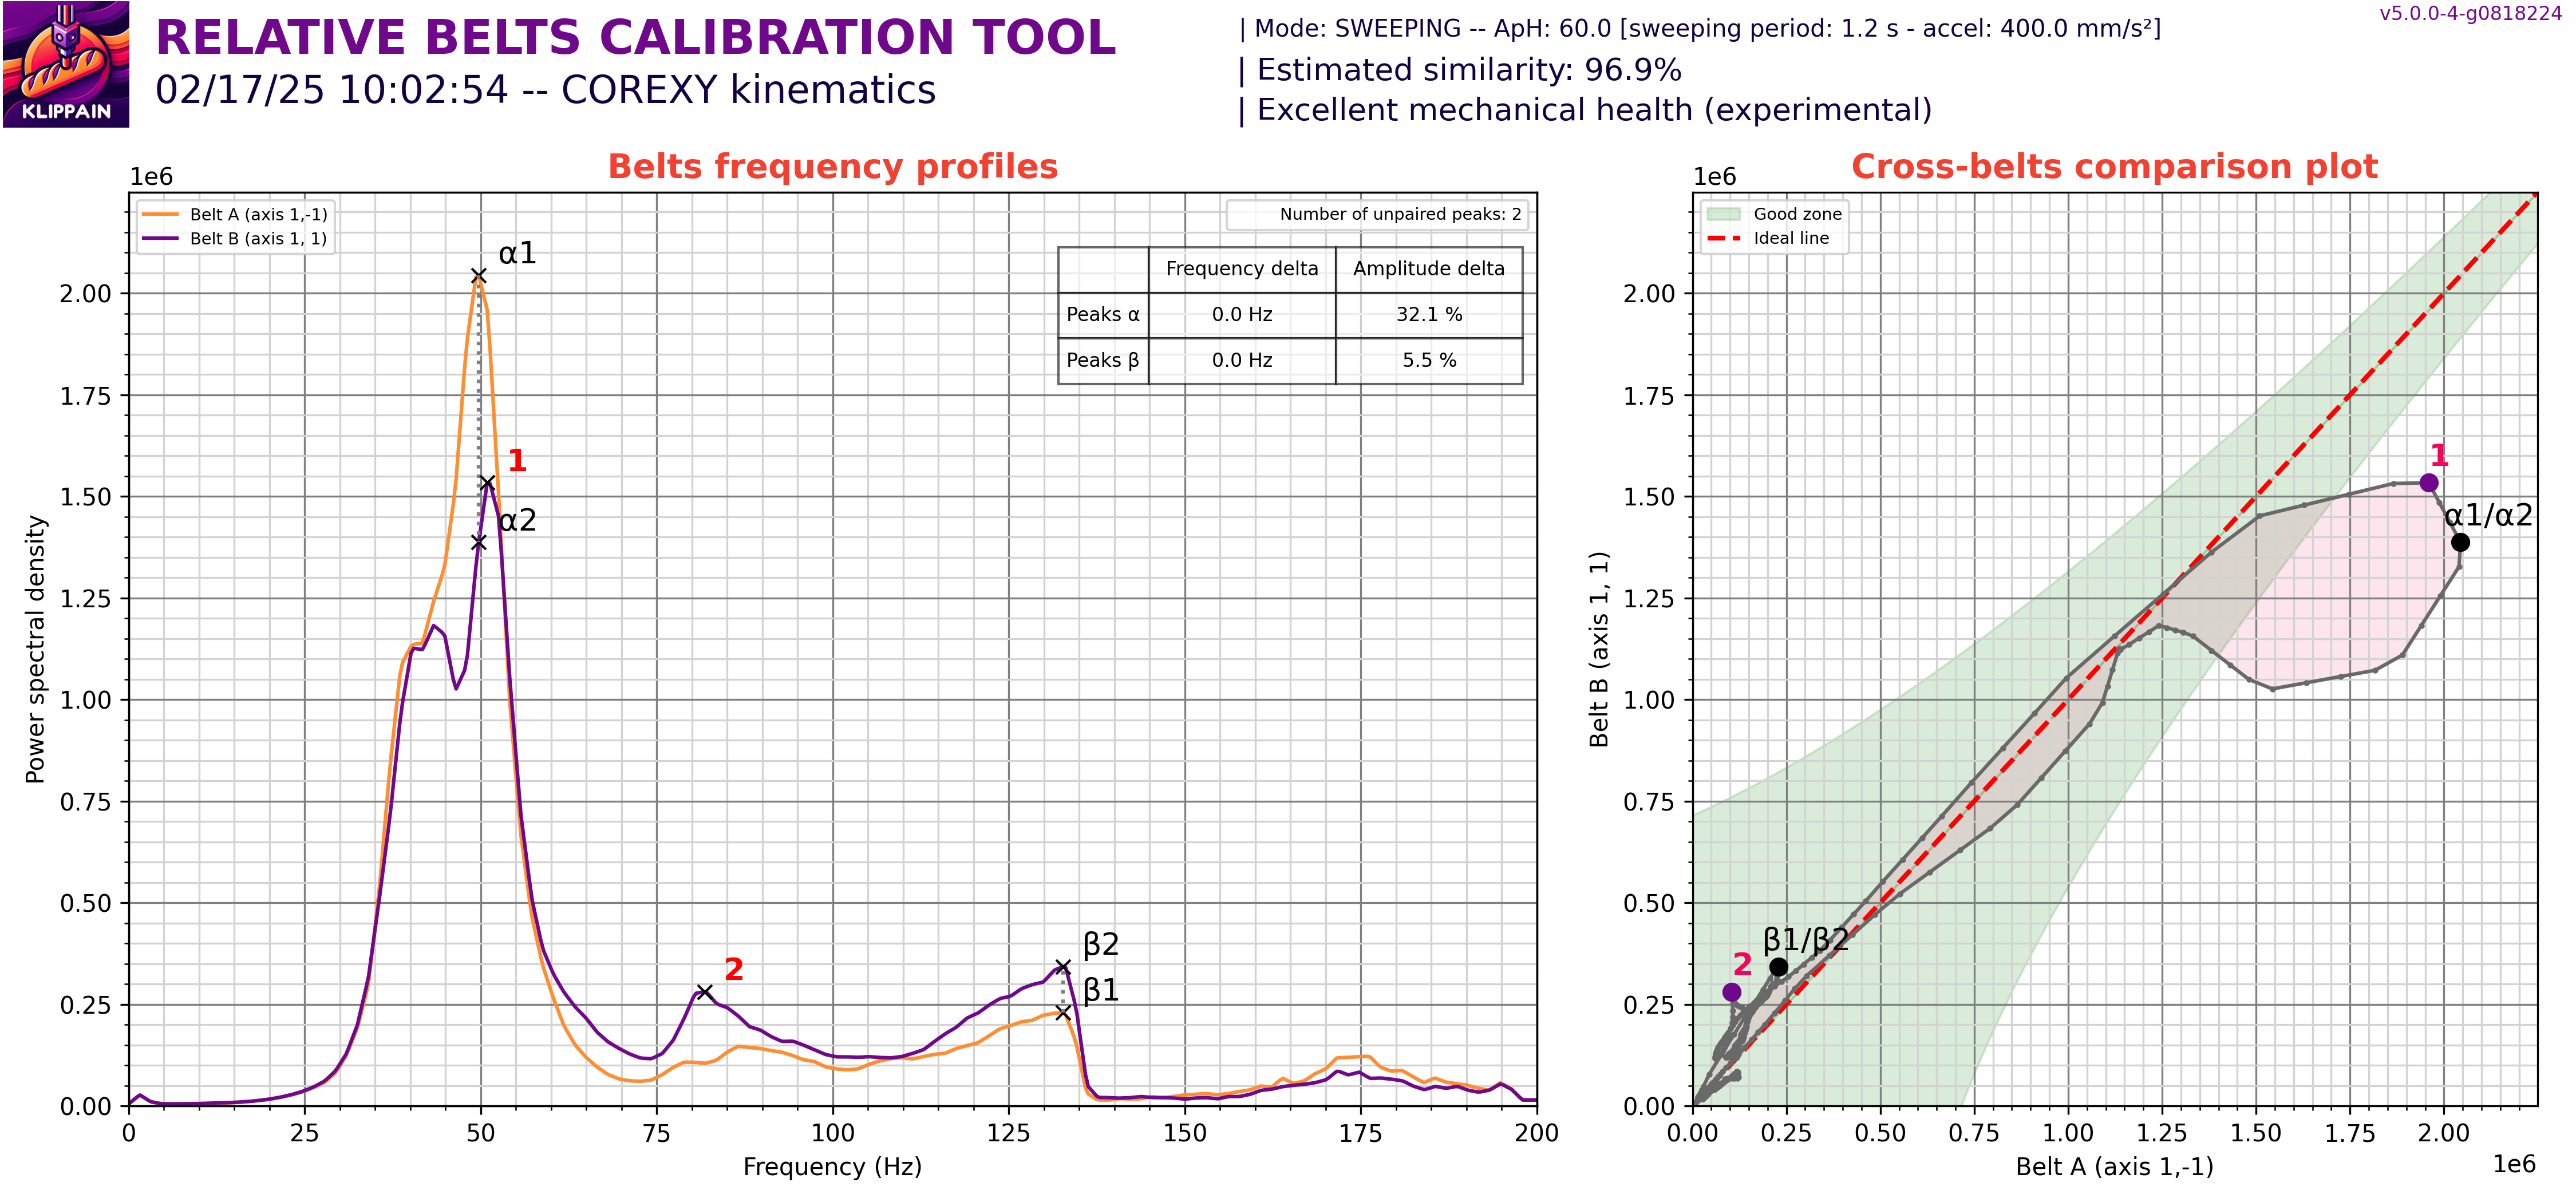 KLIPPAIN
RELATIVE BELTS CALIBRATION TOOL
02/17/25 10:02:54 -- COREXY kinematics
| Mode: SWEEPING -- ApH: 60.0 [sweeping period: 1.2 s - accel: 400.0 mm/s²]
| Estimated similarity: 96.9%
| Excellent mechanical health (experimental)
v5.0.0-4-g0818224
Belts frequency profiles
1e6
Belt A (axis 1,-1)
Belt B (axis 1, 1)
Number of unpaired peaks: 2
Frequency delta Amplitude delta
Peaks α 0.0 Hz 32.1 %
Peaks β 0.0 Hz 5.5 %
α1
1
α2
2
β2
β1
2.00
1.75
1.50
1.25
1.00
0.75
0.50
0.25
0.00
Power spectral density
0 25 50 75 100 125 150 175 200
Frequency (Hz)
Cross-belts comparison plot
1e6
Good zone
Ideal line
1
α1/α2
β1/β2
2
2.00
1.75
1.50
1.25
1.00
0.75
0.50
0.25
0.00
Belt B (axis 1, 1)
0.00 0.25 0.50 0.75 1.00 1.25 1.50 1.75 2.00
Belt A (axis 1,-1)
1e6